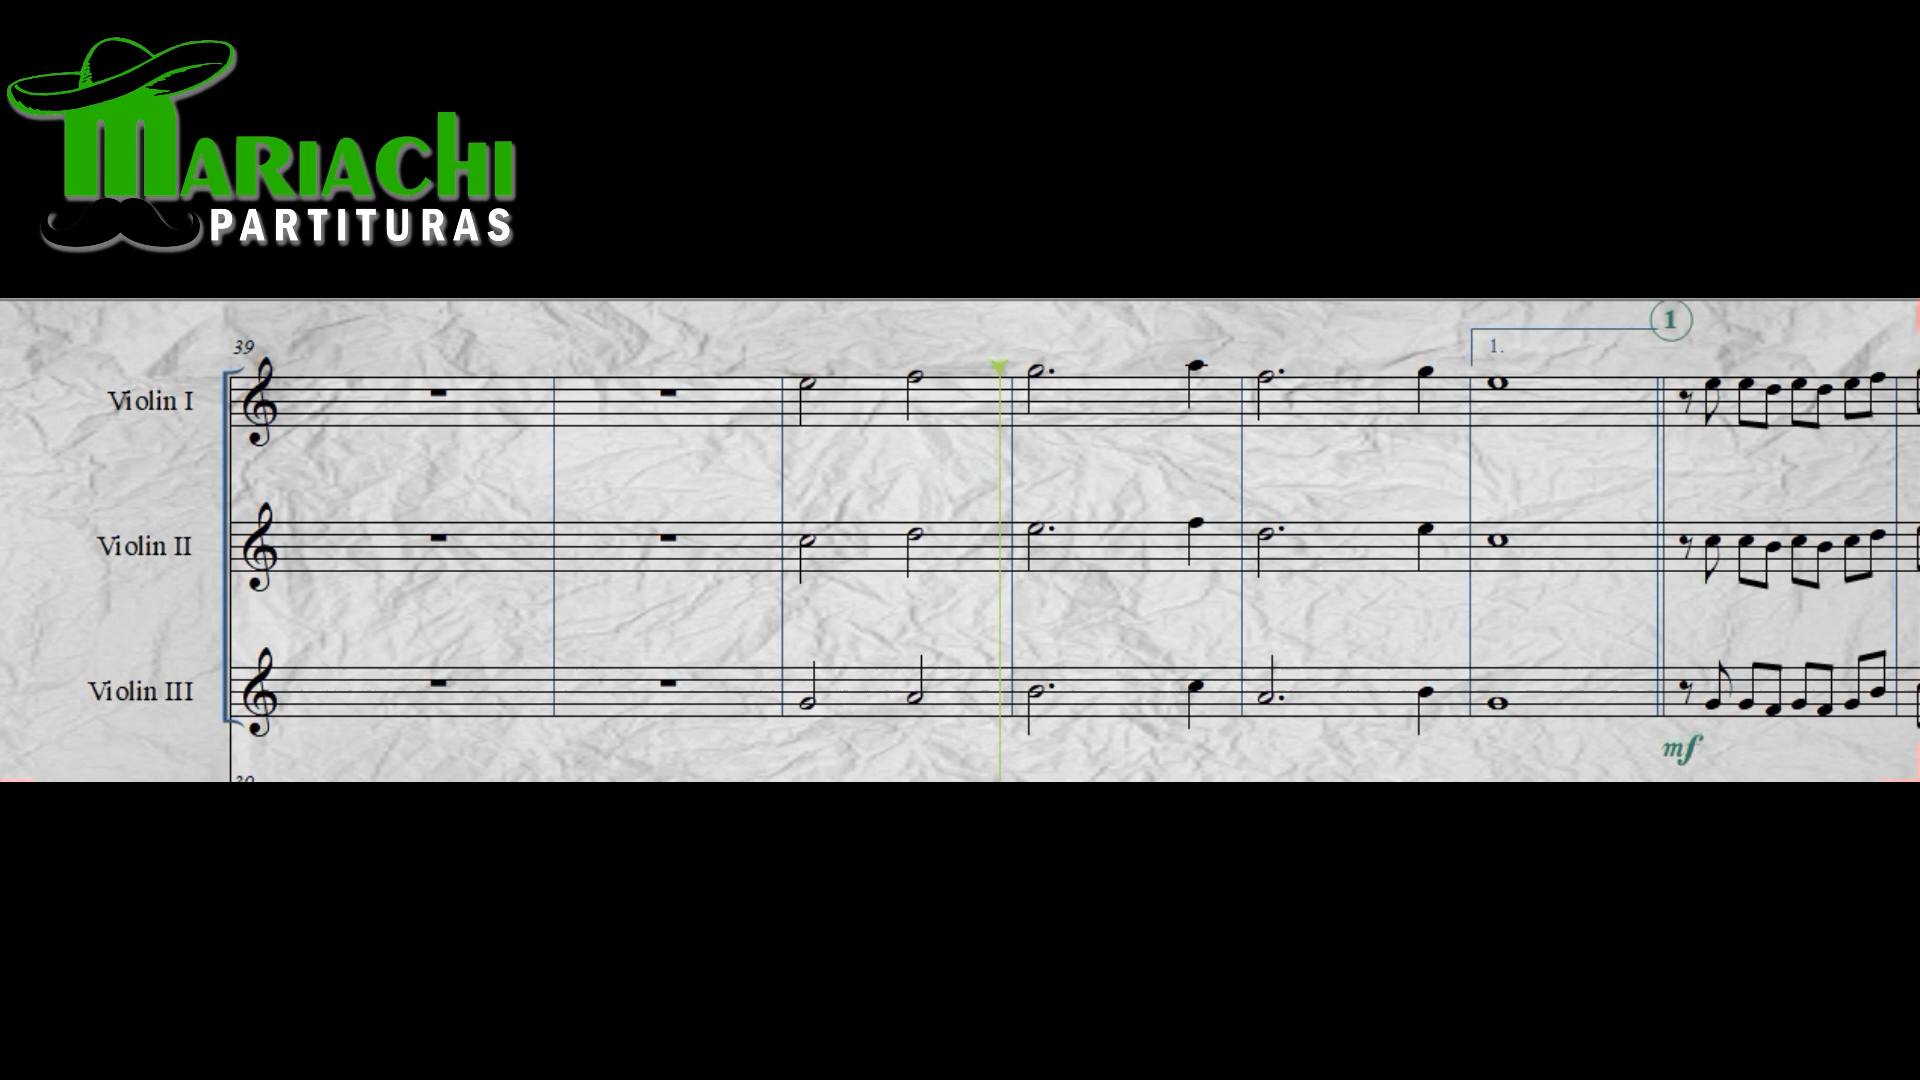 MARIACHI
PARTITURAS
39
1
1.
Violin I
Violin II
Violin III
mf